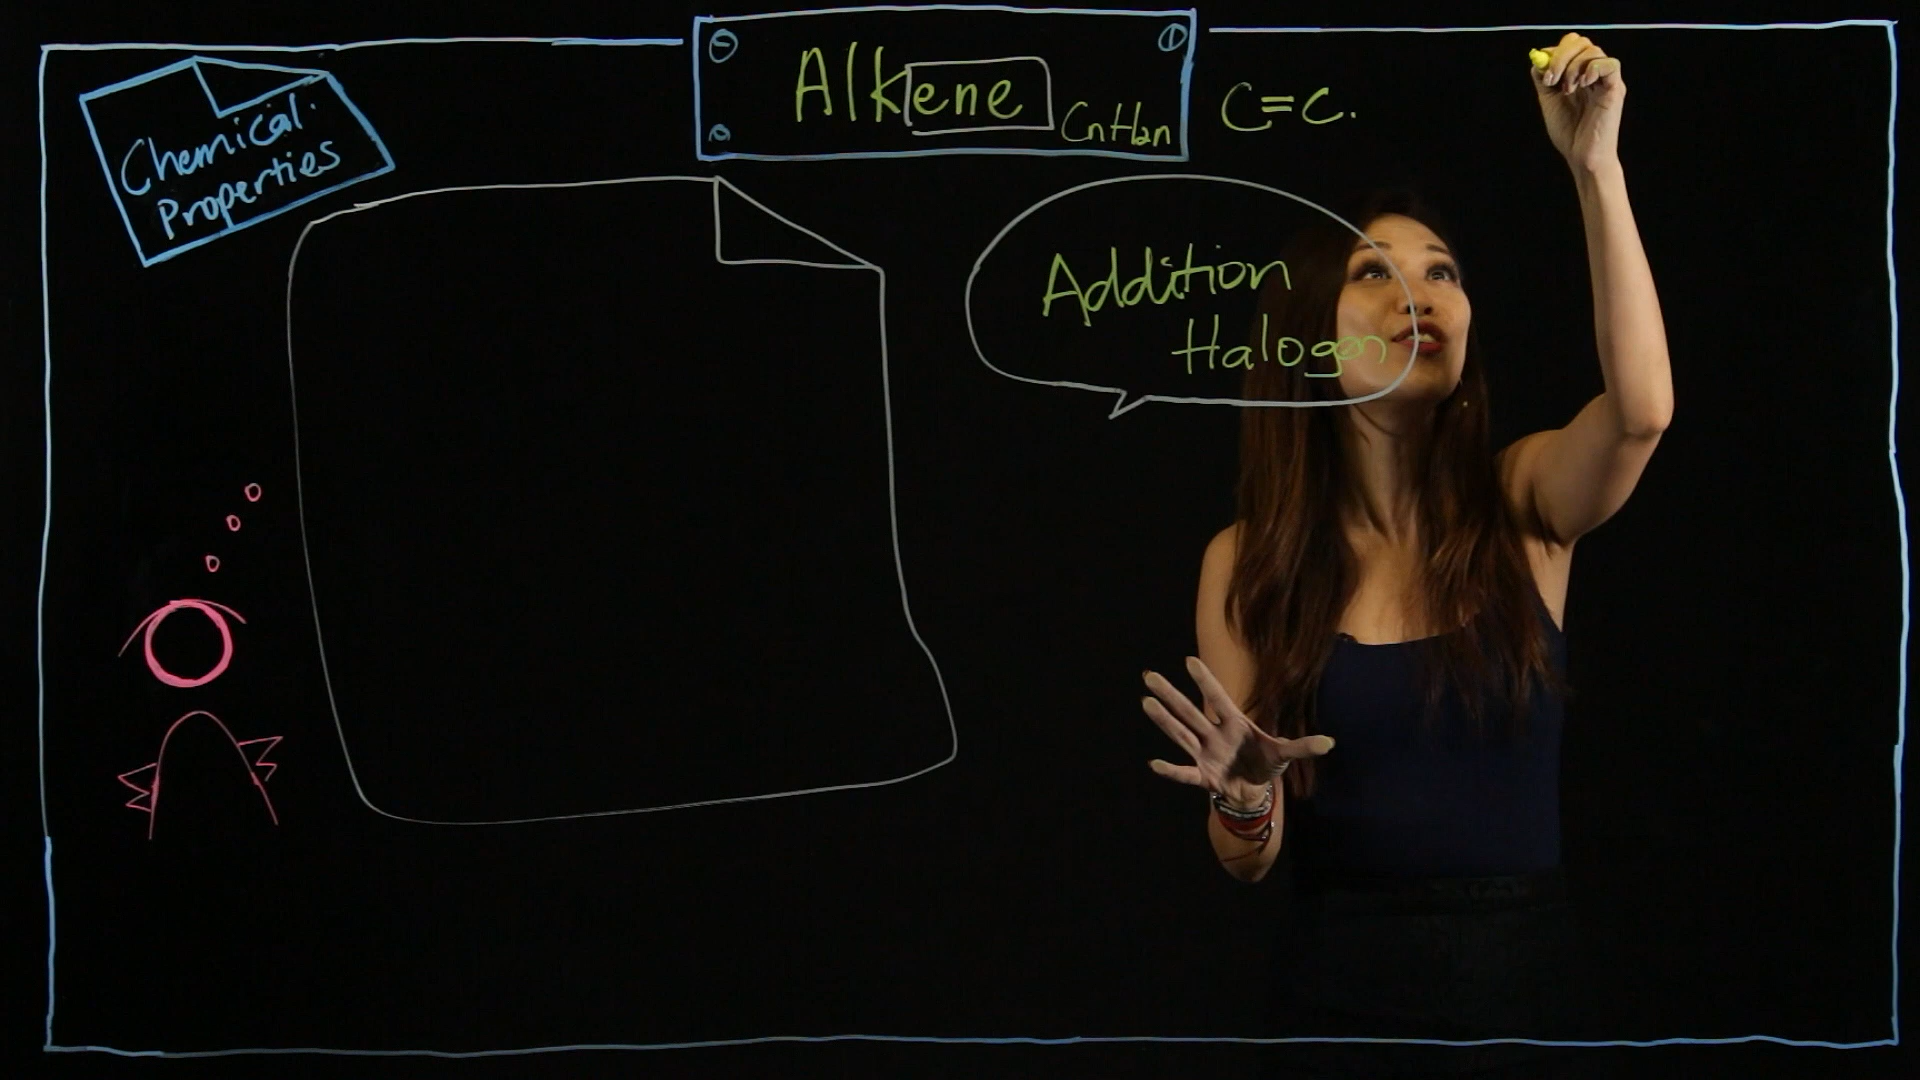 Alkene CnH2n C=C.
Chemical
Properties
Addition
Halogen